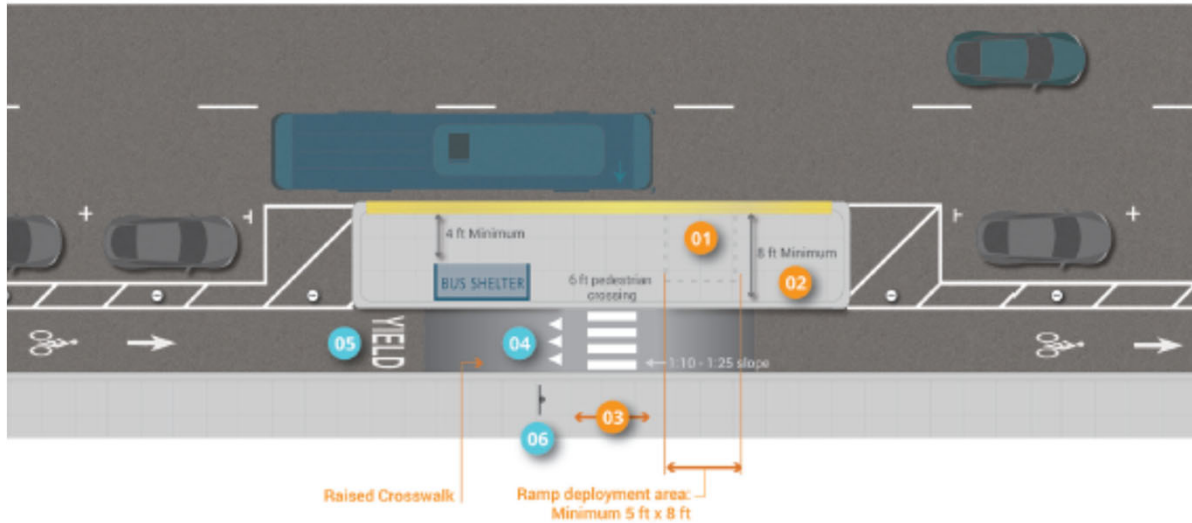 4 ft Minimum
01
8 ft Minimum
BUS SHELTER
6 ft pedestrian
crossing
02
05
YIELD
04
1:10 - 1:25 slope
03
06
Raised Crosswalk
Ramp deployment area:
Minimum 5 ft x 8 ft